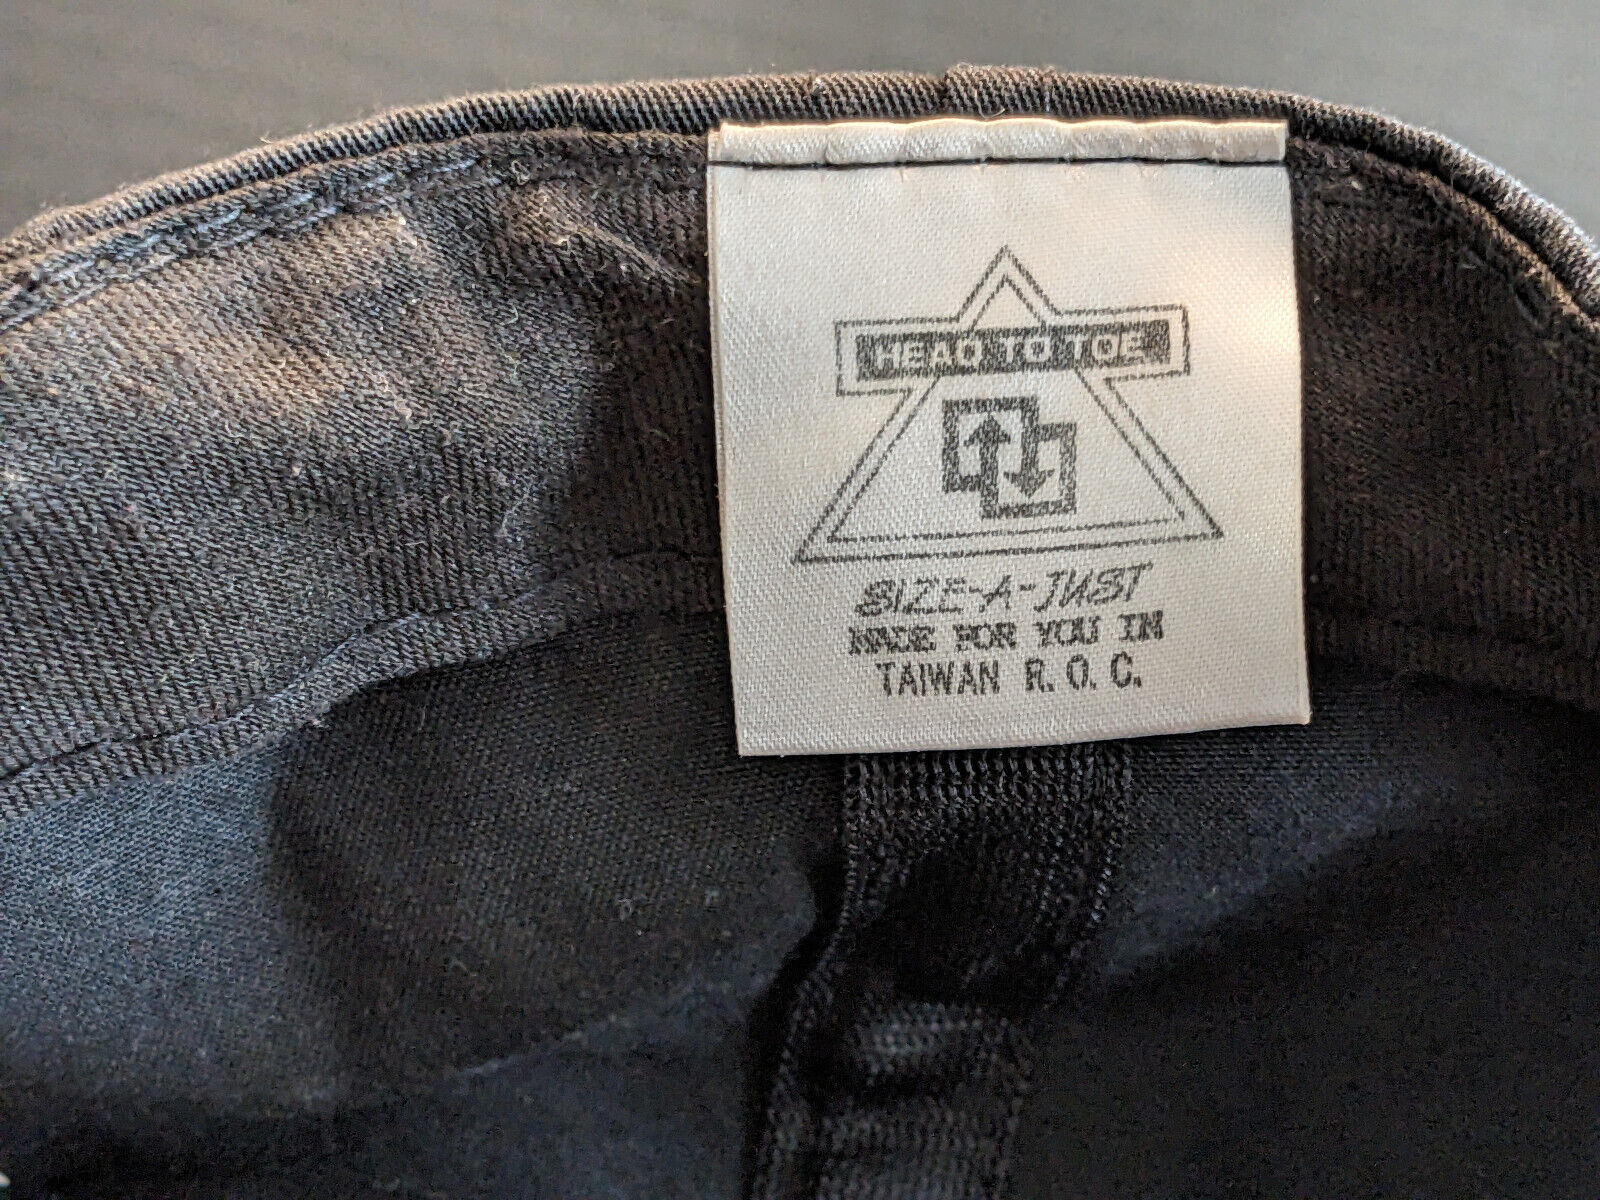 HEAD TO TOE
SIZE-A-JUST
MADE FOR YOU IN
TAIWAN R.O.C.